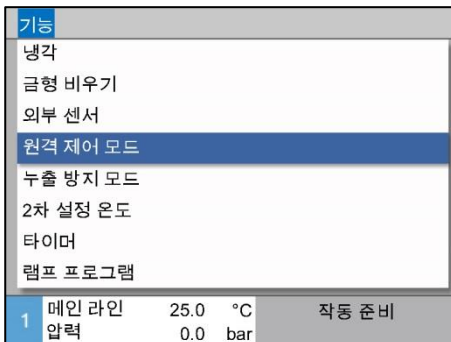 기능
냉각
금형 비우기
외부 센서
원격 제어 모드
누출 방지 모드
2차 설정 온도
타이머
램프 프로그램
1 메인 라인 25.0 °C 작동 준비
압력 0.0 bar